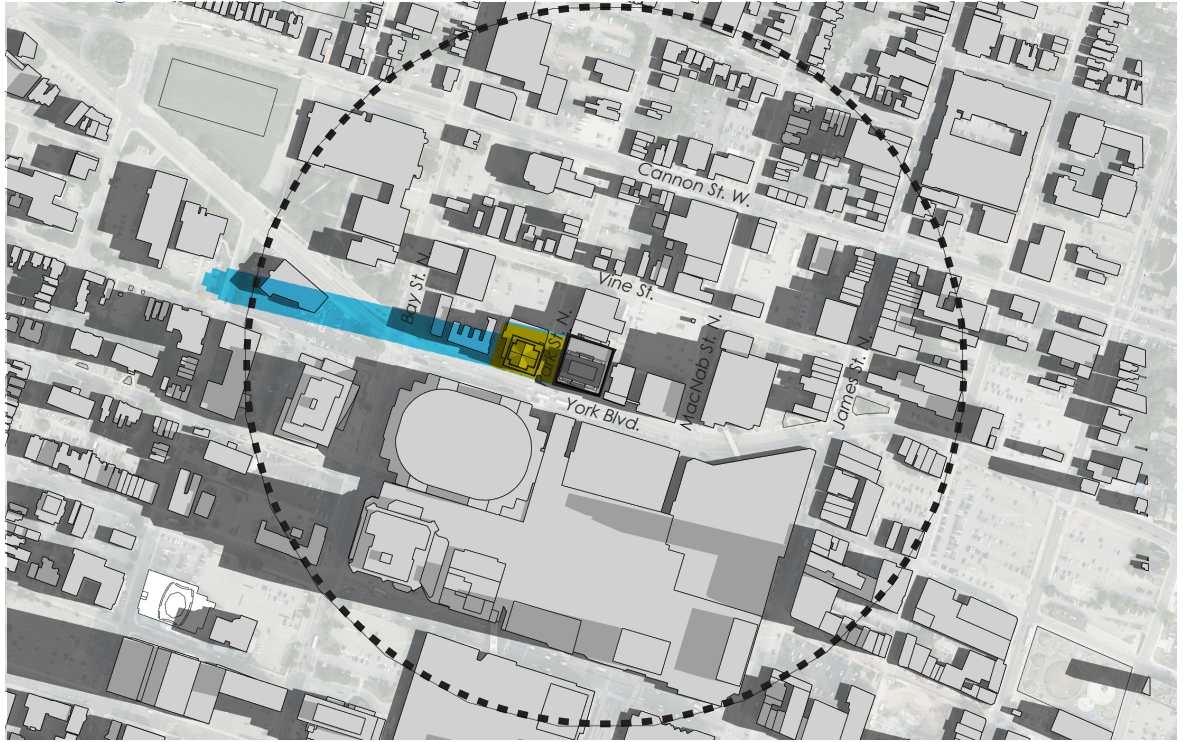 Cannon St. W.
Vine St.
Bay St. N.
Park St. N.
MacNab St. N.
James St. N.
York Blvd.